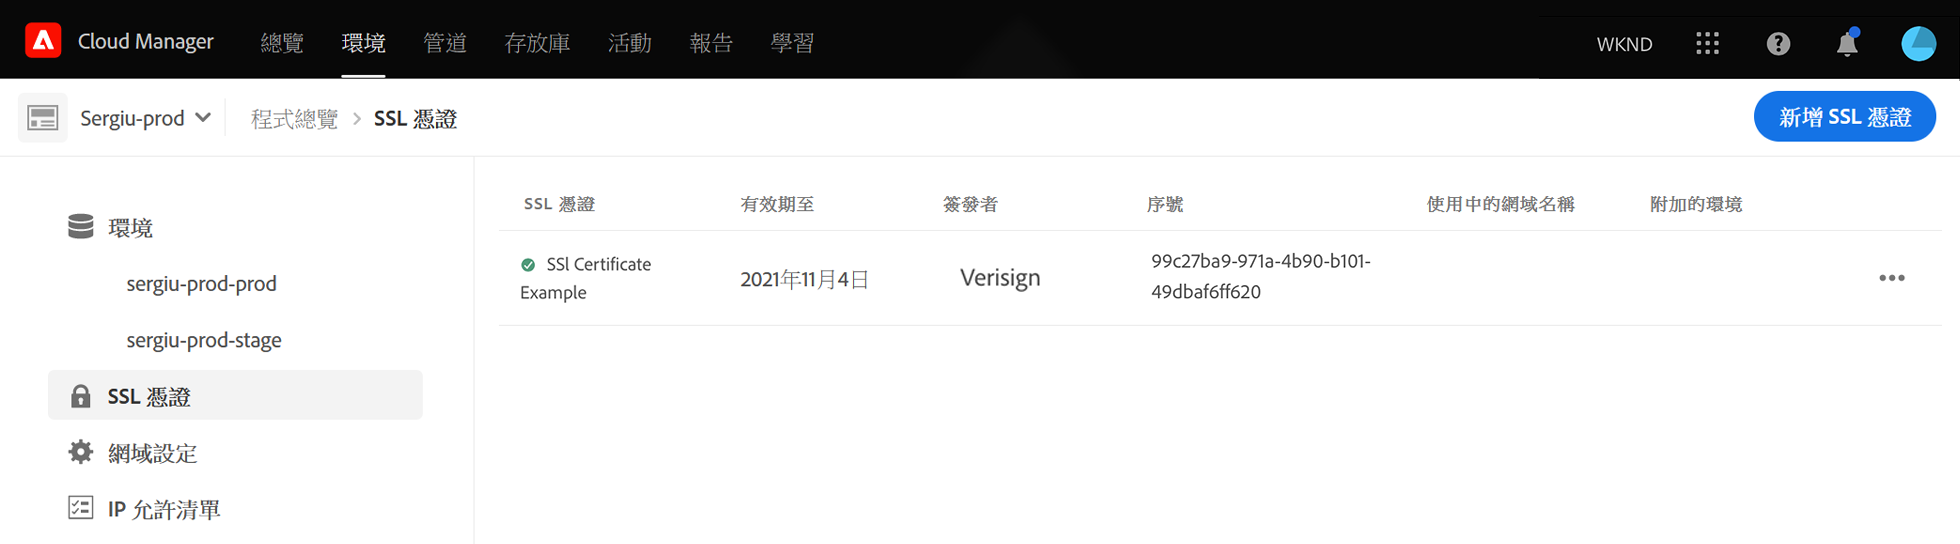 Cloud Manager 總覽 環境 管道 存放庫 活動 報告 學習 WKND
Sergiu-prod 程式總覽 > SSL 憑證 新增 SSL 憑證
環境
sergiu-prod-prod
sergiu-prod-stage
SSL 憑證
網域設定
IP 允許清單
SSL 憑證 有效期至 簽發者 序號 使用中的網域名稱 附加的環境
SSl Certificate
Example
2021年11月4日
Verisign
99c27ba9-971a-4b90-b101-
49dbaf6ff620